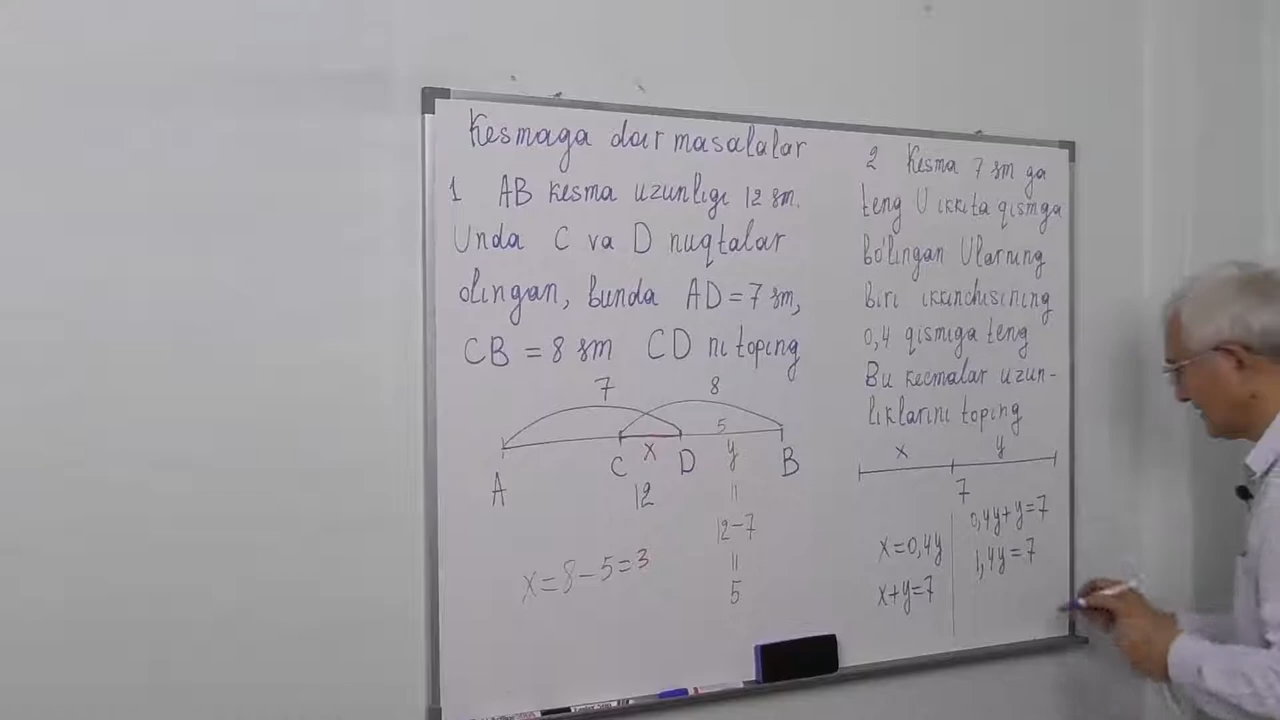 Kesmaga doir masalalar
1 AB kesma uzunligi 12 sm.
Unda C va D nuqtalar
olingan, bunda AD = 7 sm,
CB = 8 sm CD ni toping
7 8
5
A C x D y B
12 ||
12-7
||
5
x=8-5=3
2 Kesma 7 sm ga
teng U ikkita qismga
bo'lingan Ularning
biri ikkinchisining
0,4 qismiga teng
Bu kecmalar uzun-
liklarini toping
x y
7
x=0,4y
x+y=7
0,4y+y=7
1,4y=7